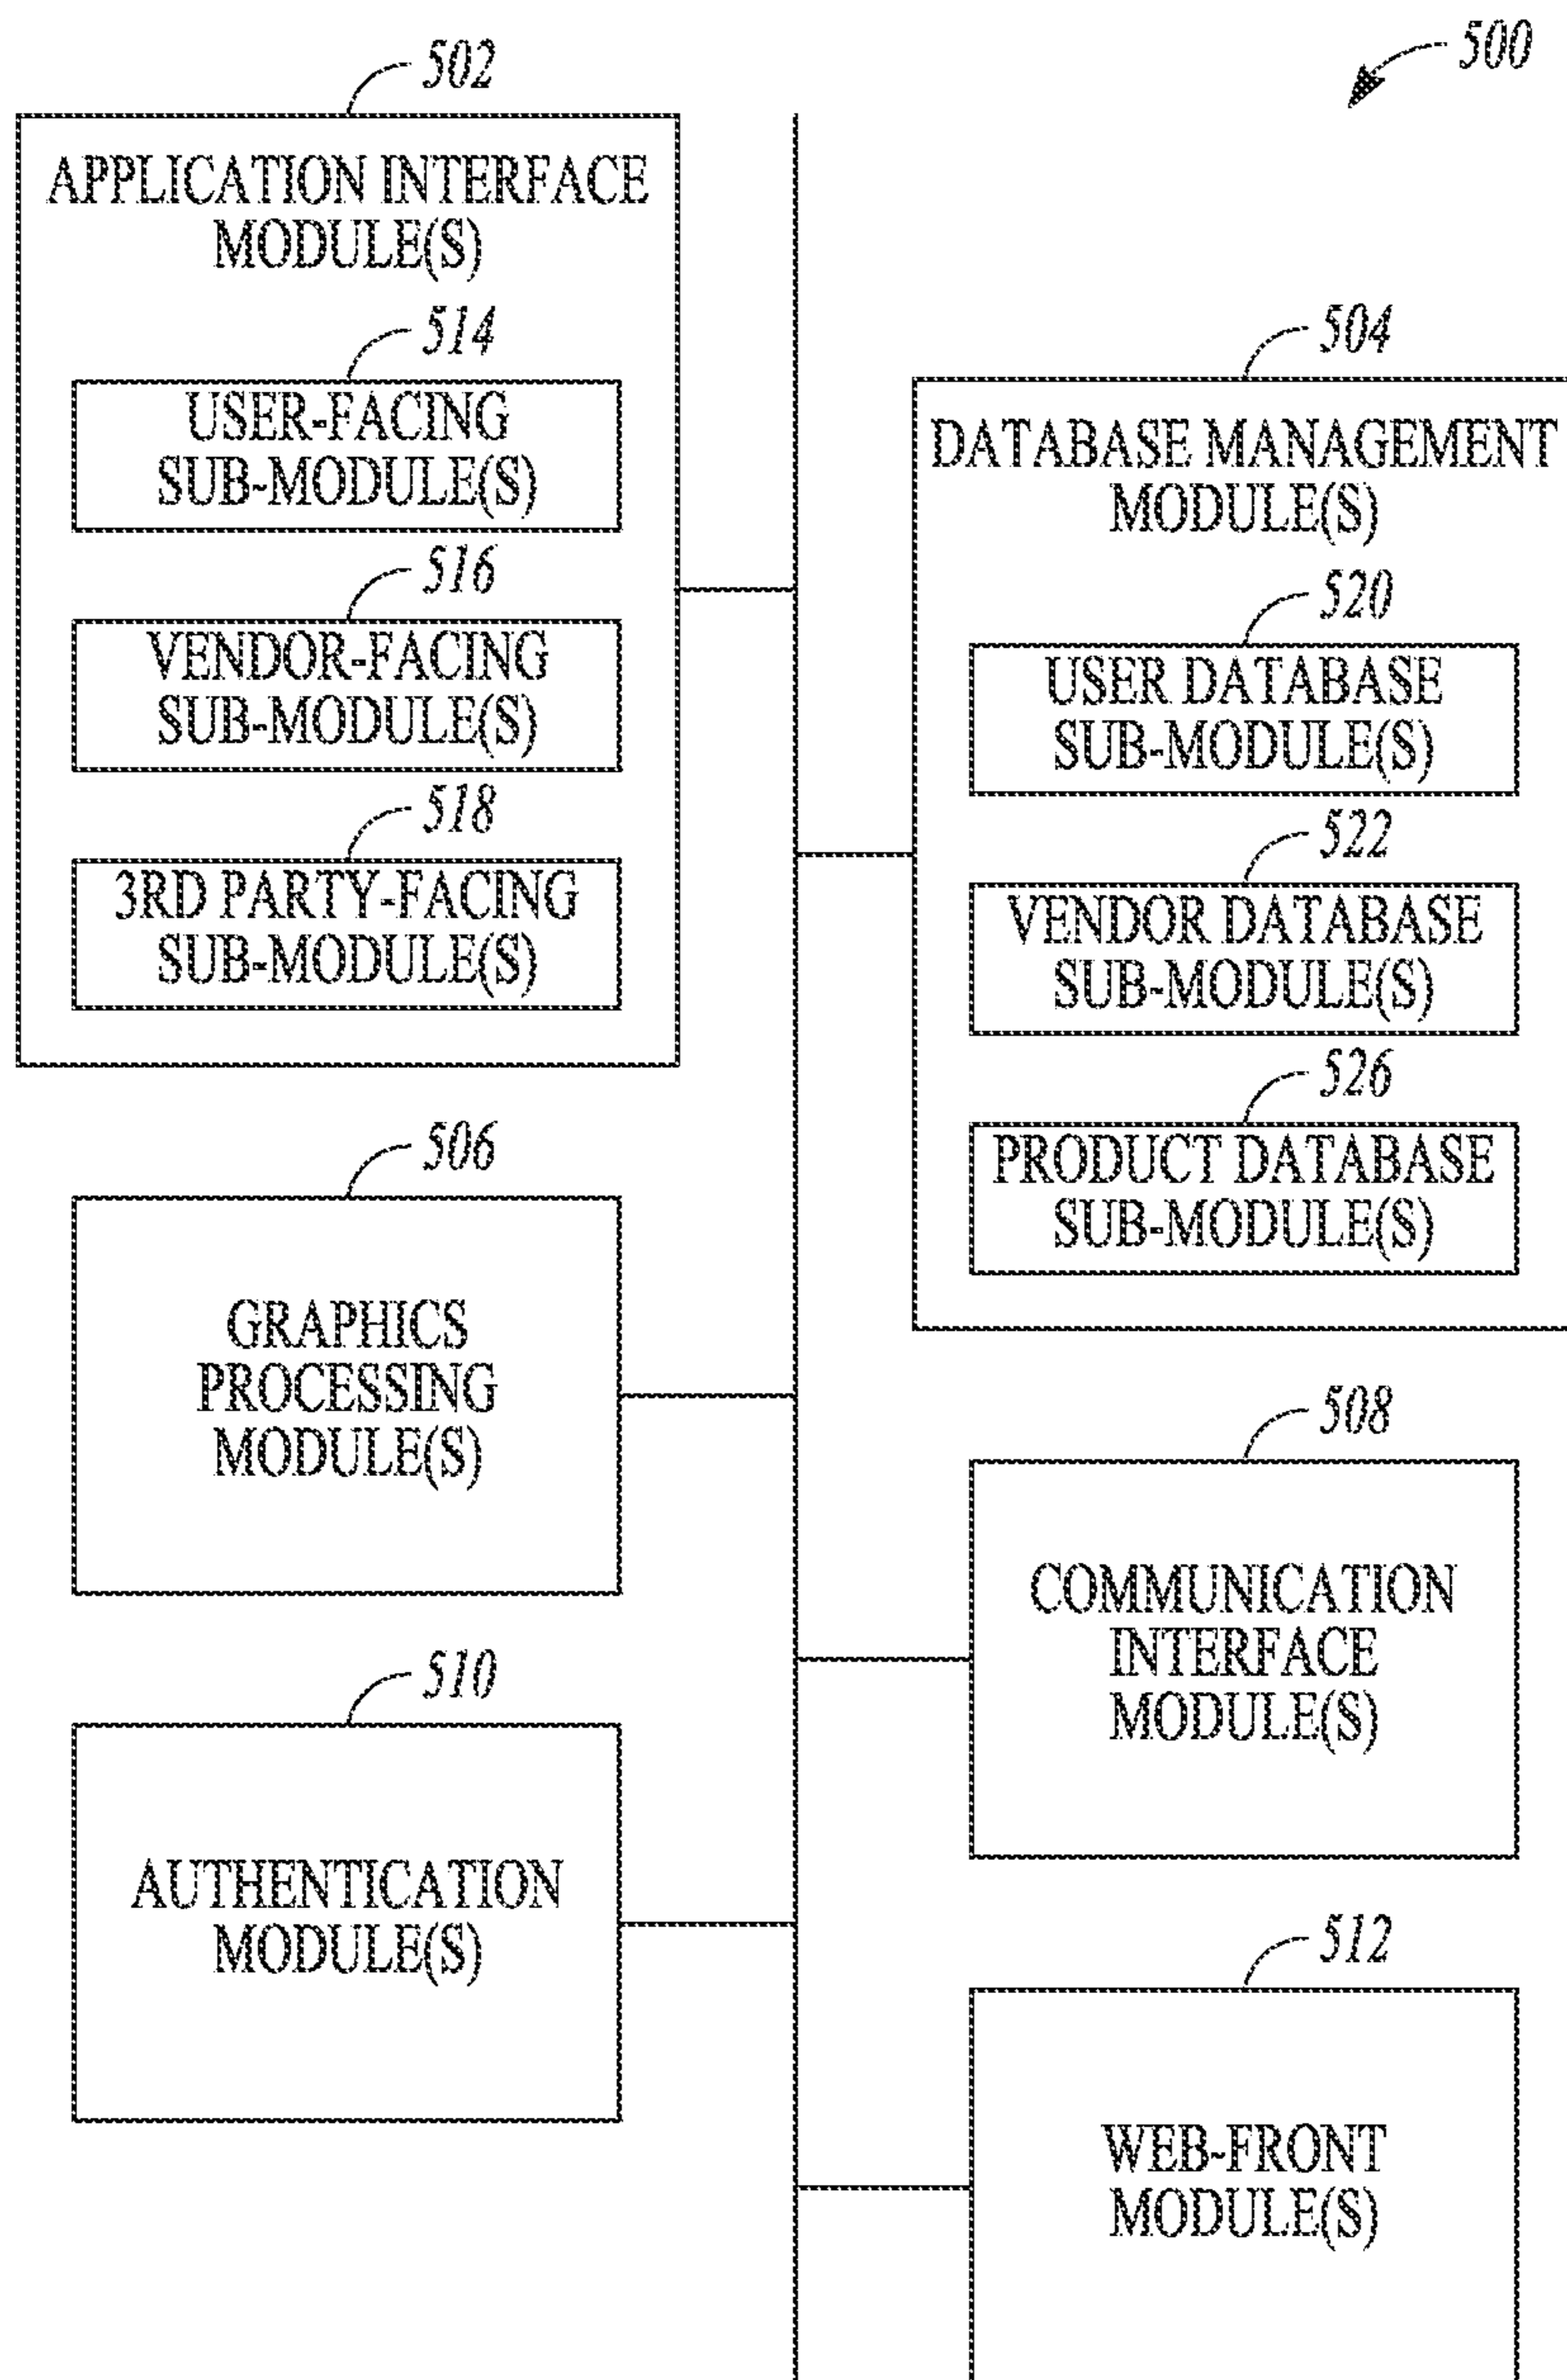 500
502
APPLICATION INTERFACE
MODULE(S)
514
USER-FACING
SUB-MODULE(S)
516
VENDOR-FACING
SUB-MODULE(S)
518
3RD PARTY-FACING
SUB-MODULE(S)
504
DATABASE MANAGEMENT
MODULE(S)
520
USER DATABASE
SUB-MODULE(S)
522
VENDOR DATABASE
SUB-MODULE(S)
526
PRODUCT DATABASE
SUB-MODULE(S)
506
GRAPHICS
PROCESSING
MODULE(S)
508
COMMUNICATION
INTERFACE
MODULE(S)
510
AUTHENTICATION
MODULE(S)
512
WEB-FRONT
MODULE(S)